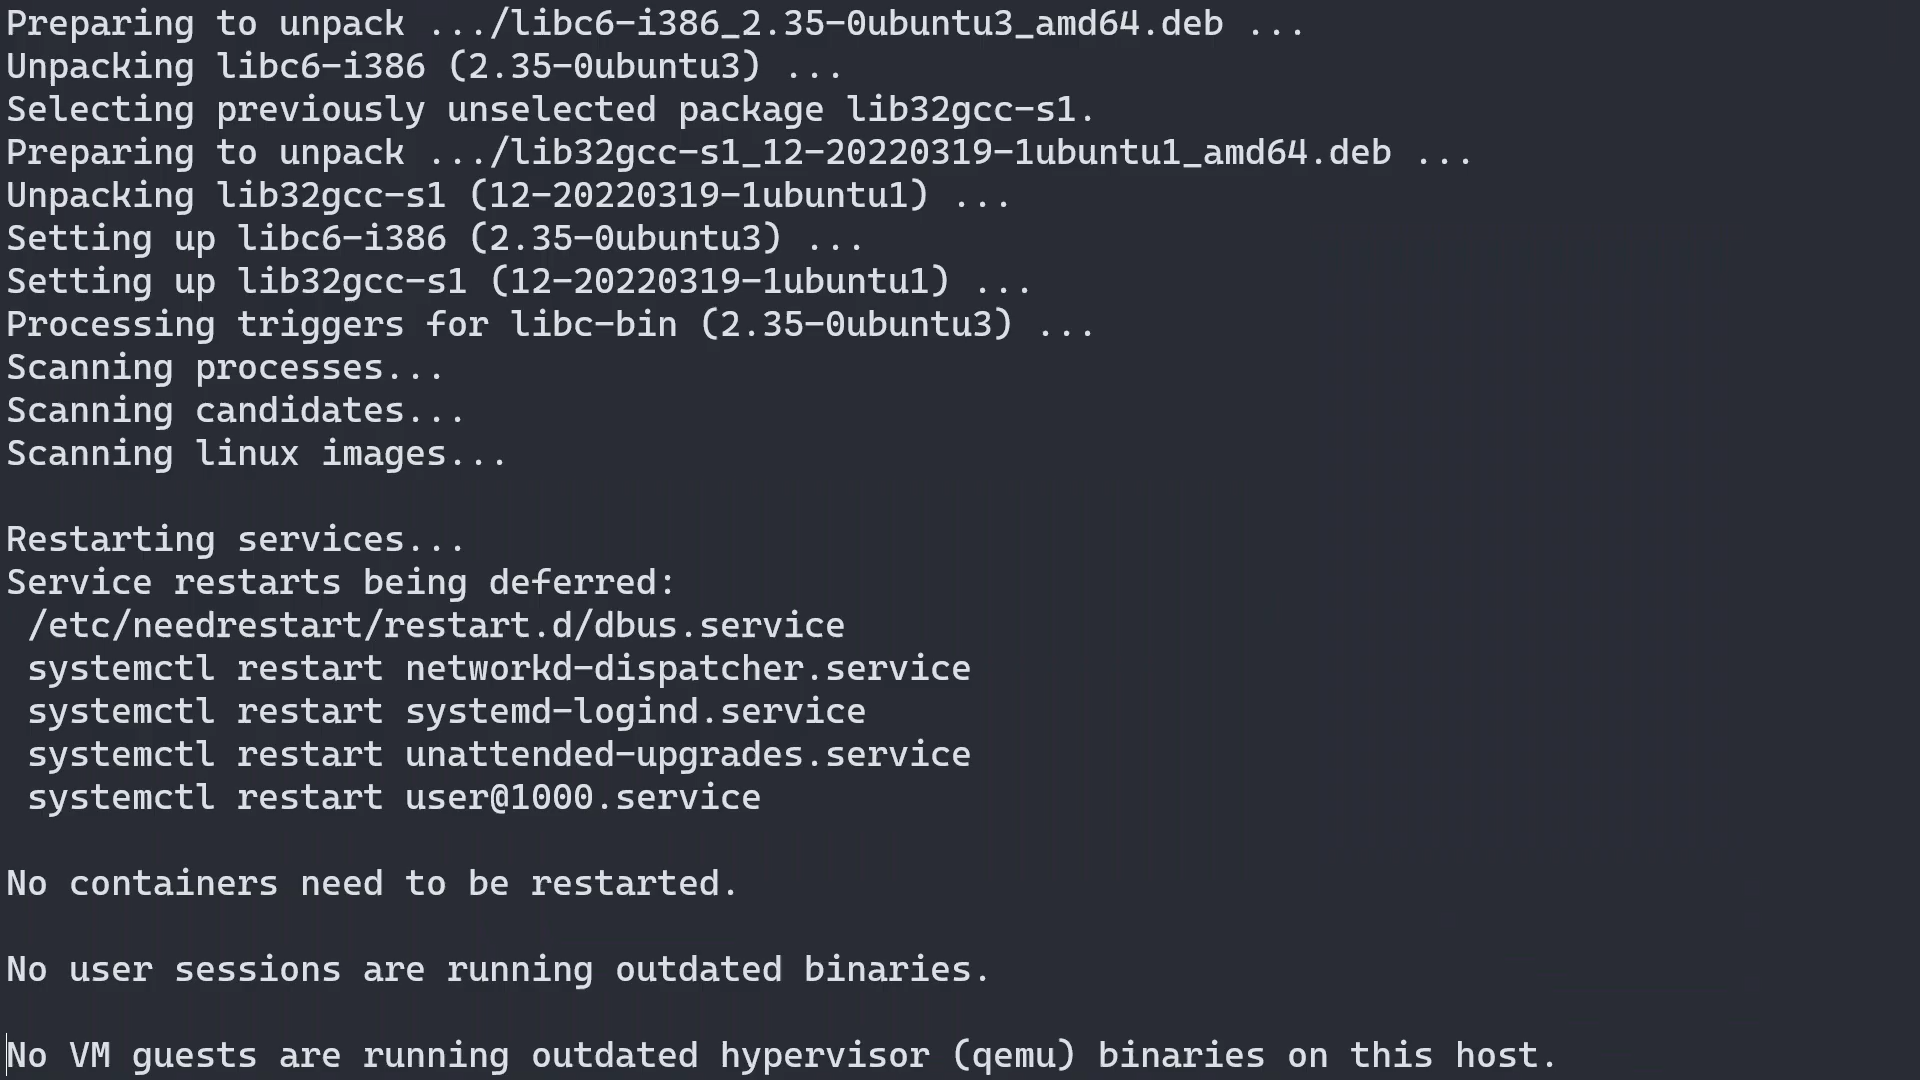 Preparing to unpack .../libc6-i386_2.35-0ubuntu3_amd64.deb ...
Unpacking libc6-i386 (2.35-0ubuntu3) ...
Selecting previously unselected package lib32gcc-s1.
Preparing to unpack .../lib32gcc-s1_12-20220319-1ubuntu1_amd64.deb ...
Unpacking lib32gcc-s1 (12-20220319-1ubuntu1) ...
Setting up libc6-i386 (2.35-0ubuntu3) ...
Setting up lib32gcc-s1 (12-20220319-1ubuntu1) ...
Processing triggers for libc-bin (2.35-0ubuntu3) ...
Scanning processes...
Scanning candidates...
Scanning linux images...
Restarting services...
Service restarts being deferred:
 /etc/needrestart/restart.d/dbus.service
 systemctl restart networkd-dispatcher.service
 systemctl restart systemd-logind.service
 systemctl restart unattended-upgrades.service
 systemctl restart user@1000.service
No containers need to be restarted.
No user sessions are running outdated binaries.
No VM guests are running outdated hypervisor (qemu) binaries on this host.